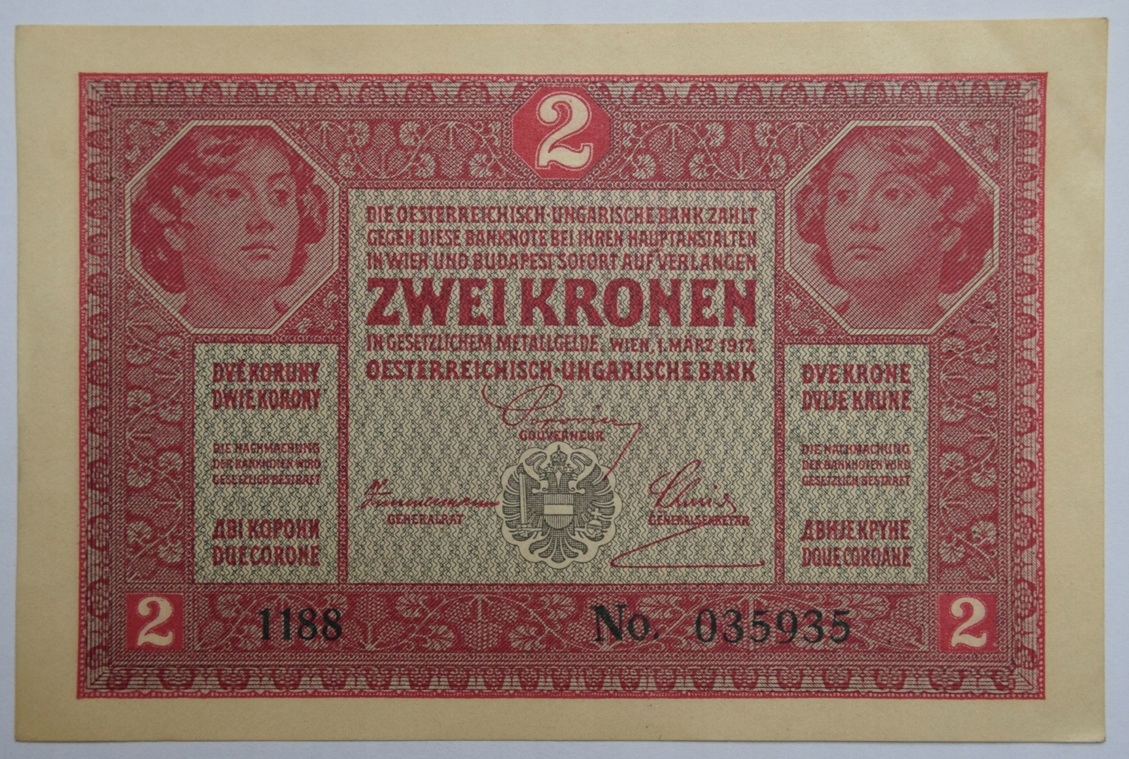 2
DIE OESTERREICHISCH-UNGARISCHE BANK ZAHLT
GEGEN DIESE BANKNOTE BEI IHREN HAUPTANSTALTEN
IN WIEN UND BUDAPEST SOFORT AUF VERLANGEN
ZWEI KRONEN
IN GESETZLICHEM METALLGELDE. WIEN, 1. MÄRZ 1917.
OESTERREICHISCH-UNGARISCHE BANK
GOUVERNEUR
GENERALRAT
GENERALSEKRETÄR
DVĚ KORUNY
DWIE KORONY
DIE NACHMACHUNG
DER BANKNOTEN WIRD
GESETZLICH BESTRAFT
ДВІ КОРОНИ
DUE CORONE
DVE KRONE
DVIJE KRUNE
DIE NACHMACHUNG
DER BANKNOTEN WIRD
GESETZLICH BESTRAFT
ДВИЈЕ КРУНЕ
DOUE COROANE
2
1188
No. 035935
2